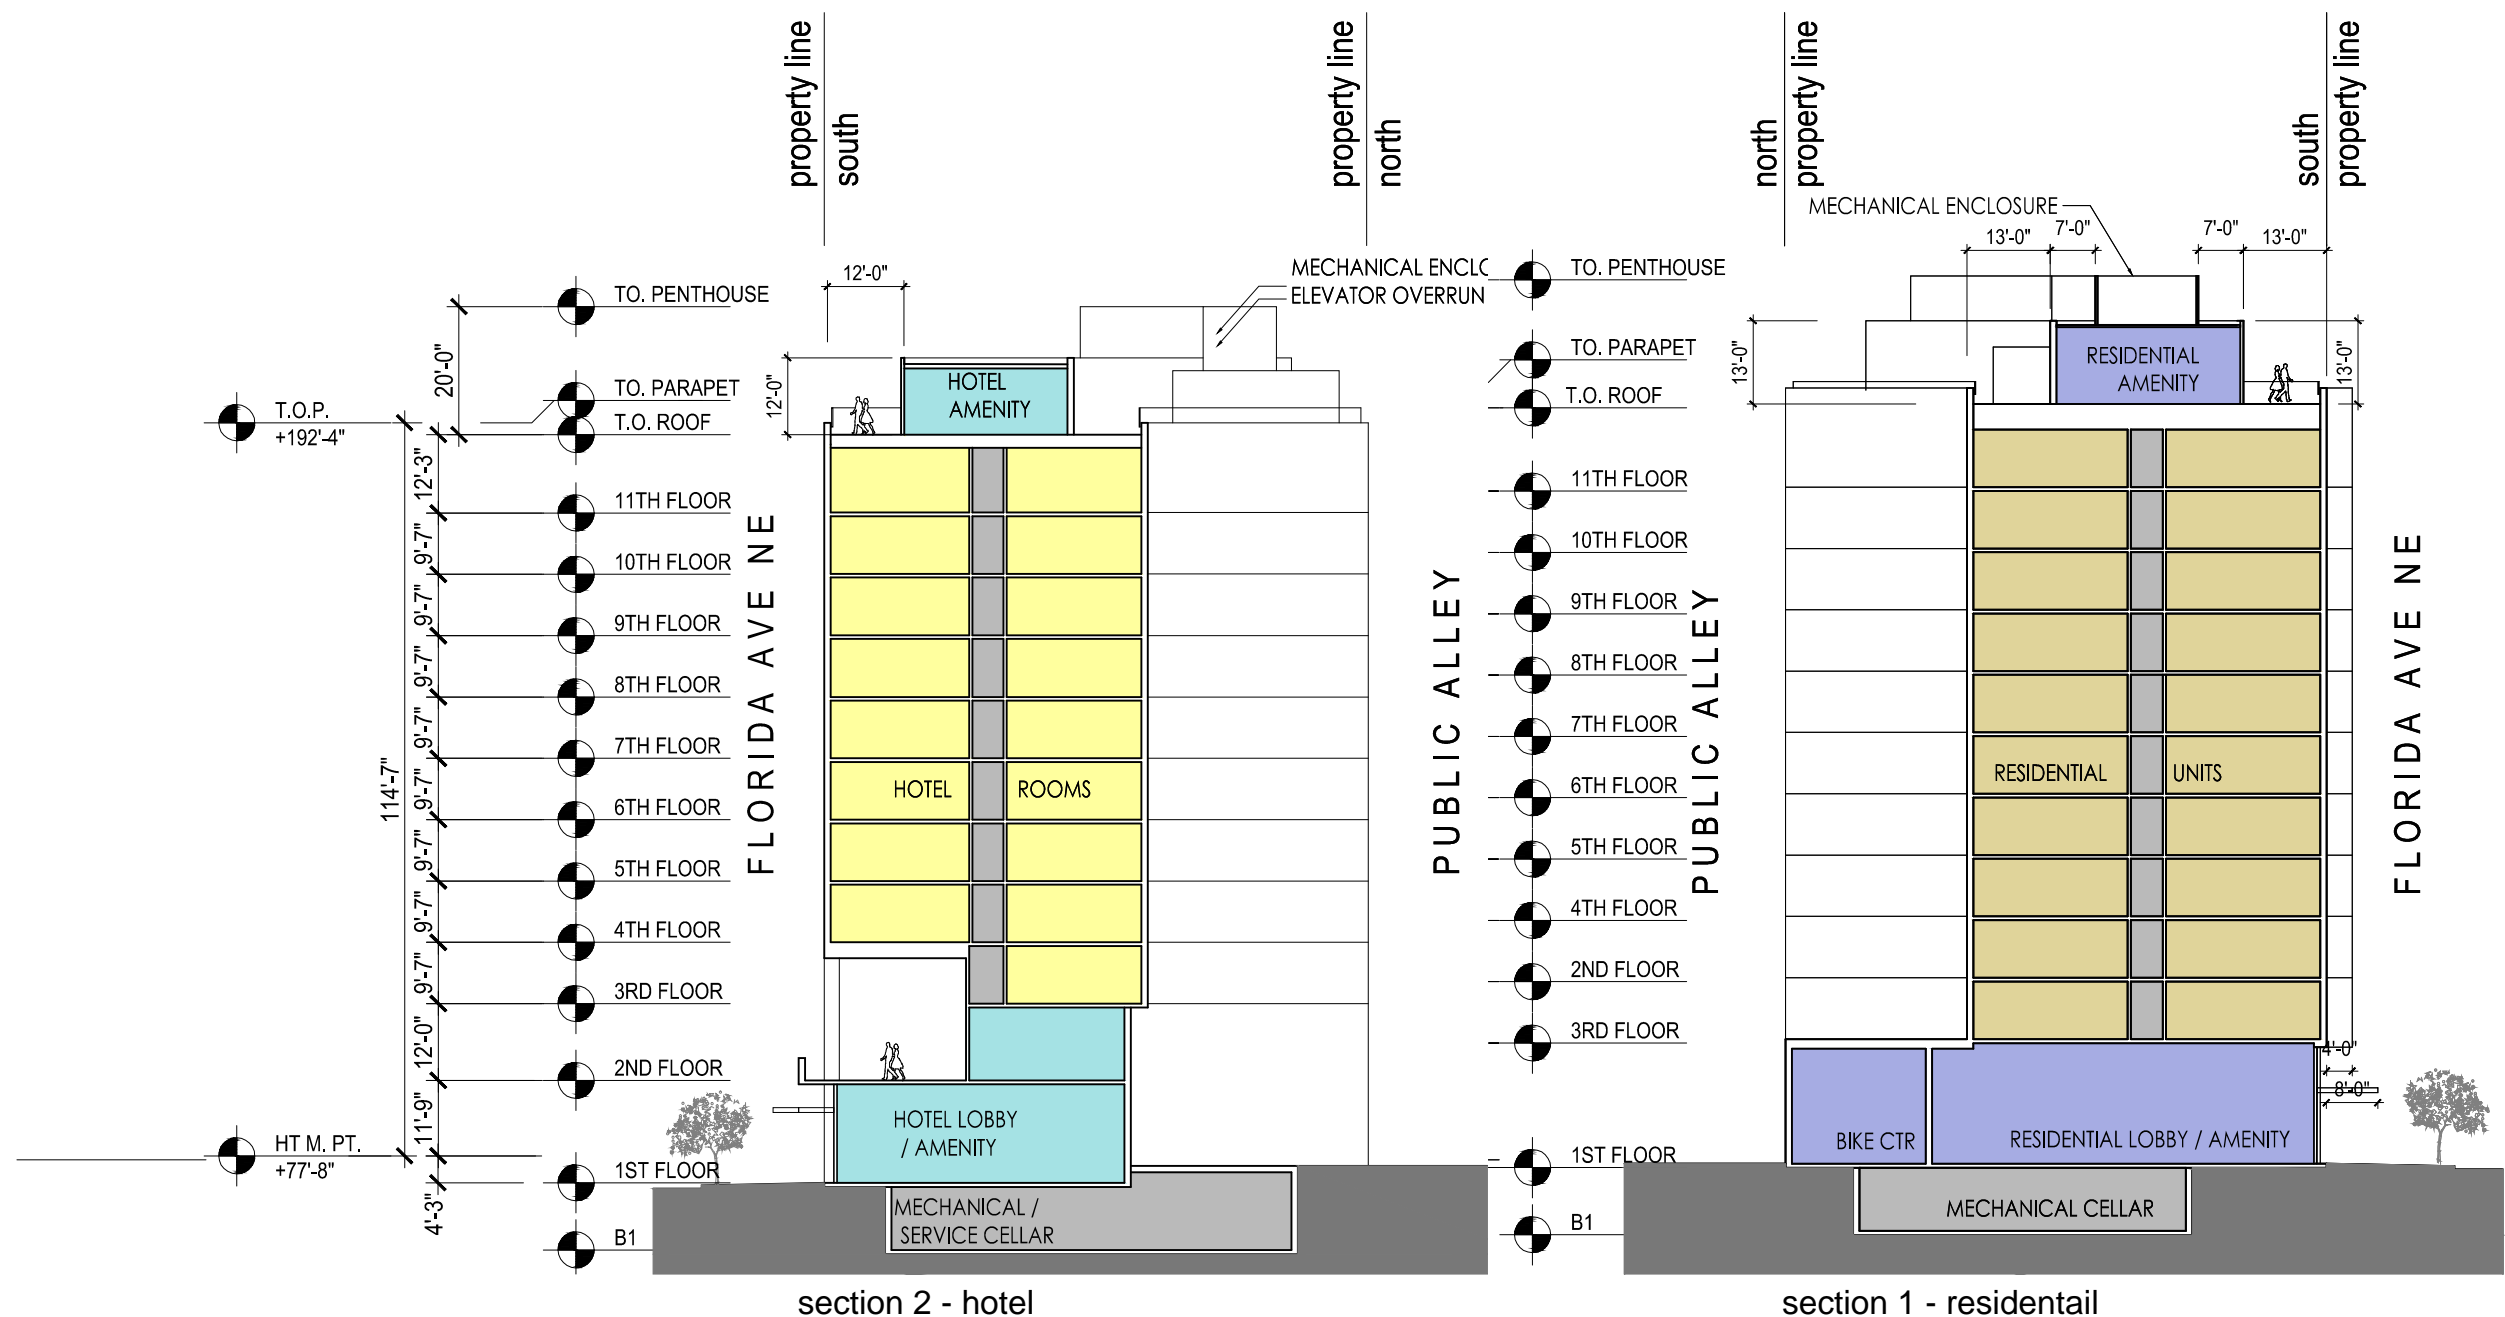 property line
south
property line
north
north
property line
south
property line
MECHANICAL ENCLOSURE
13'-0"
7'-0"
7'-0"
13'-0"
12'-0"
MECHANICAL ENCLO
ELEVATOR OVERRUN
TO. PENTHOUSE
TO. PARAPET
T.O. ROOF
11TH FLOOR
10TH FLOOR
9TH FLOOR
8TH FLOOR
7TH FLOOR
6TH FLOOR
5TH FLOOR
4TH FLOOR
3RD FLOOR
2ND FLOOR
1ST FLOOR
B1
T.O.P.
+192'-4"
HT M. PT.
+77'-8"
114'-7"
20'-0"
12'-3"
9'-7"
9'-7"
9'-7"
9'-7"
9'-7"
9'-7"
9'-7"
9'-7"
12'-0"
11'-9"
4'-3"
FLORIDA AVE NE
12'-0"
HOTEL
AMENITY
HOTEL ROOMS
HOTEL LOBBY
/ AMENITY
MECHANICAL /
SERVICE CELLAR
PUBLIC ALLEY
TO. PENTHOUSE
TO. PARAPET
T.O. ROOF
11TH FLOOR
10TH FLOOR
9TH FLOOR
8TH FLOOR
7TH FLOOR
6TH FLOOR
5TH FLOOR
4TH FLOOR
2ND FLOOR
3RD FLOOR
1ST FLOOR
B1
PUBLIC ALLEY
13'-0"
RESIDENTIAL
AMENITY
13'-0"
RESIDENTIAL UNITS
4'-0"
8'-0"
BIKE CTR
RESIDENTIAL LOBBY / AMENITY
MECHANICAL CELLAR
FLORIDA AVE NE
section 2 - hotel
section 1 - residentail